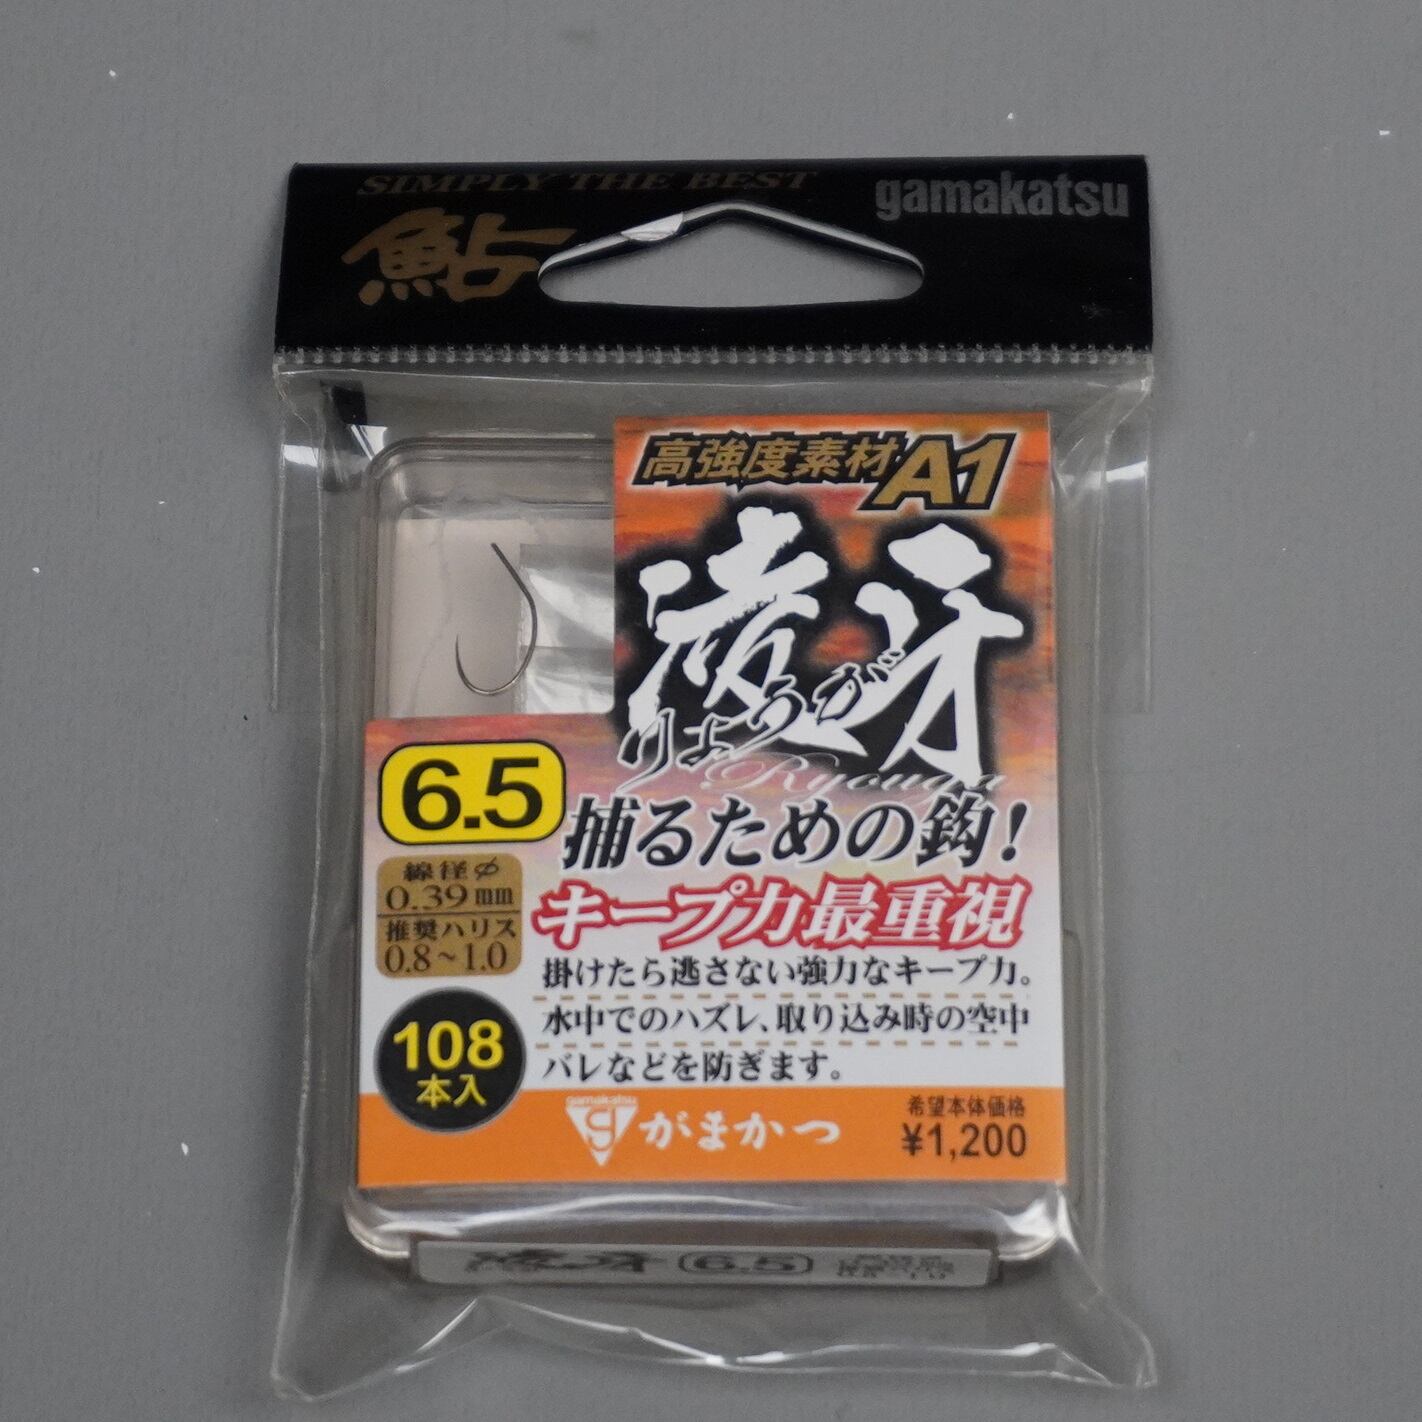 SIMPLY THE BEST
gamakatsu
鮎
高強度素材A1
凌牙
りょうが
Ryouga
6.5
捕るための鈎!
線径φ
0.39mm
キープ力最重視
推奨ハリス
0.8~1.0
掛けたら逃さない強力なキープ力。
水中でのハズレ、取り込み時の空中
バレなどを防ぎます。
108
本入
gamakatsu
がまかつ
希望本体価格
¥1,200
凌牙 6.5